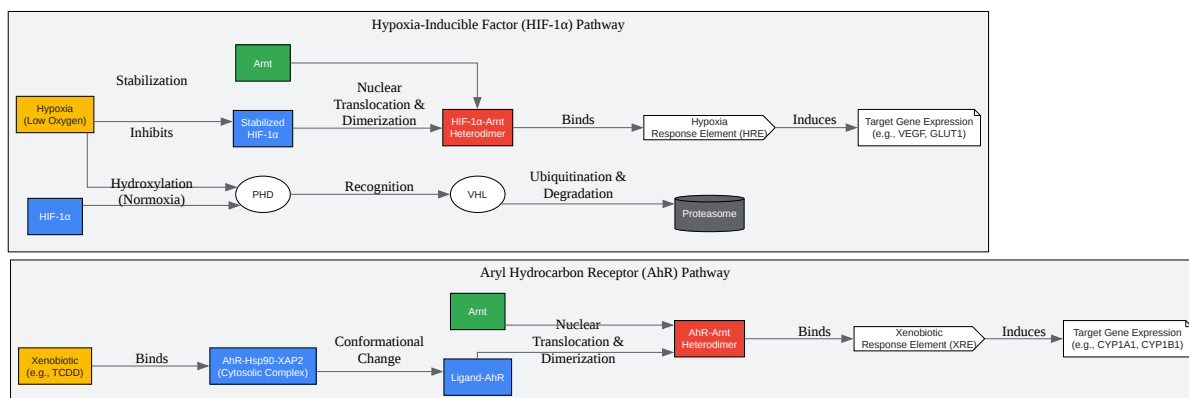 Hypoxia-Inducible Factor (HIF-1α) Pathway
Arnt
Stabilization
Nuclear
Translocation &
Dimerization
Hypoxia
(Low Oxygen)
Inhibits
Stabilized
HIF-1α
HIF-1α-Arnt
Heterodimer
Binds
Hypoxia
Response Element (HRE)
Induces
Target Gene Expression
(e.g., VEGF, GLUT1)
Hydroxylation
(Normoxia)
HIF-1α
PHD
Recognition
VHL
Ubiquitination &
Degradation
Proteasome
Aryl Hydrocarbon Receptor (AhR) Pathway
Arnt
Nuclear
Translocation &
Dimerization
AhR-Arnt
Heterodimer
Binds
Xenobiotic
Response Element (XRE)
Induces
Target Gene Expression
(e.g., CYP1A1, CYP1B1)
Xenobiotic
(e.g., TCDD)
Binds
AhR-Hsp90-XAP2
(Cytosolic Complex)
Conformational
Change
Ligand-AhR